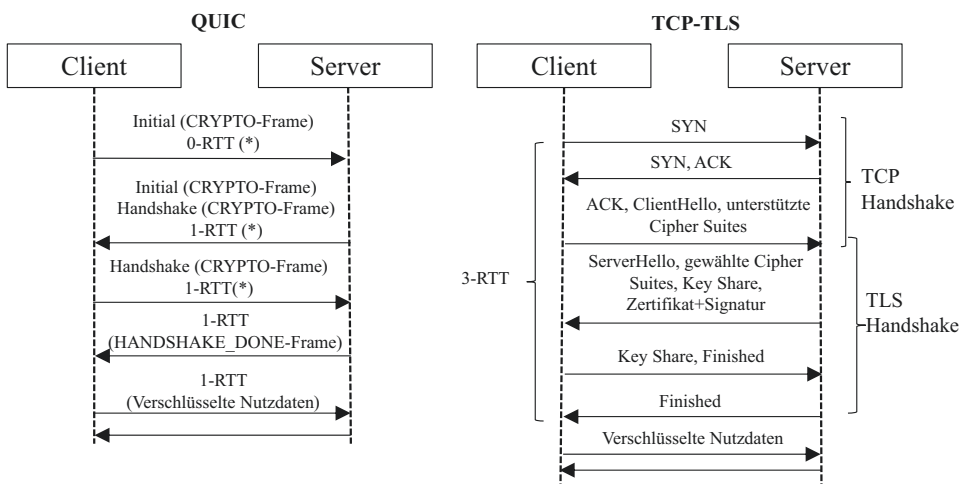 QUIC
Client
Server
Initial (CRYPTO-Frame)
0-RTT (*)
Initial (CRYPTO-Frame)
Handshake (CRYPTO-Frame)
1-RTT (*)
Handshake (CRYPTO-Frame)
1-RTT(*)
1-RTT
(HANDSHAKE_DONE-Frame)
1-RTT
(Verschlüsselte Nutzdaten)
TCP-TLS
Client
Server
SYN
SYN, ACK
ACK, ClientHello, unterstützte
Cipher Suites
ServerHello, gewählte Cipher
Suites, Key Share,
Zertifikat+Signatur
Key Share, Finished
Finished
Verschlüsselte Nutzdaten
3-RTT
TCP
Handshake
TLS
Handshake